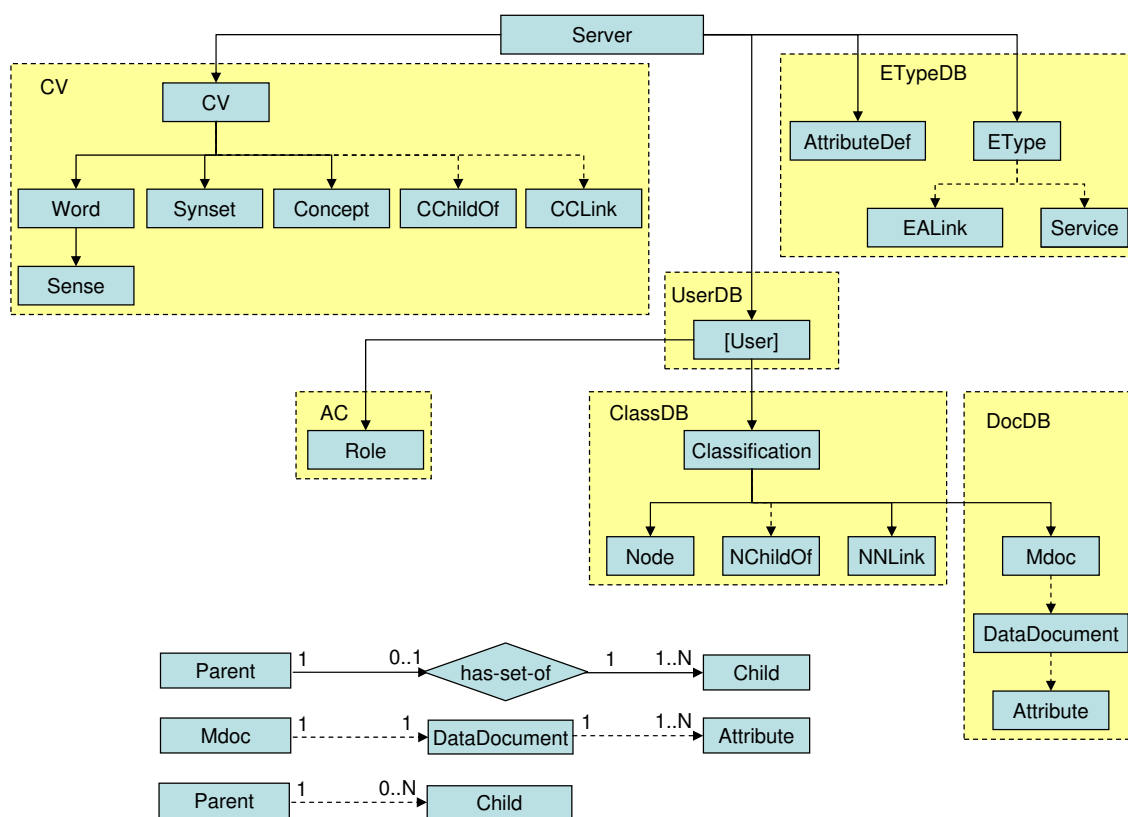 Server
CV
CV
Word
Synset
Concept
CChildOf
CCLink
Sense
ETypeDB
AttributeDef
EType
EALink
Service
UserDB
[User]
AC
Role
ClassDB
Classification
Node
NChildOf
NNLink
DocDB
Mdoc
DataDocument
Attribute
Parent 1 0..1 has-set-of 1 1..N Child
Mdoc 1 1 DataDocument 1 1..N Attribute
Parent 1 0..N Child